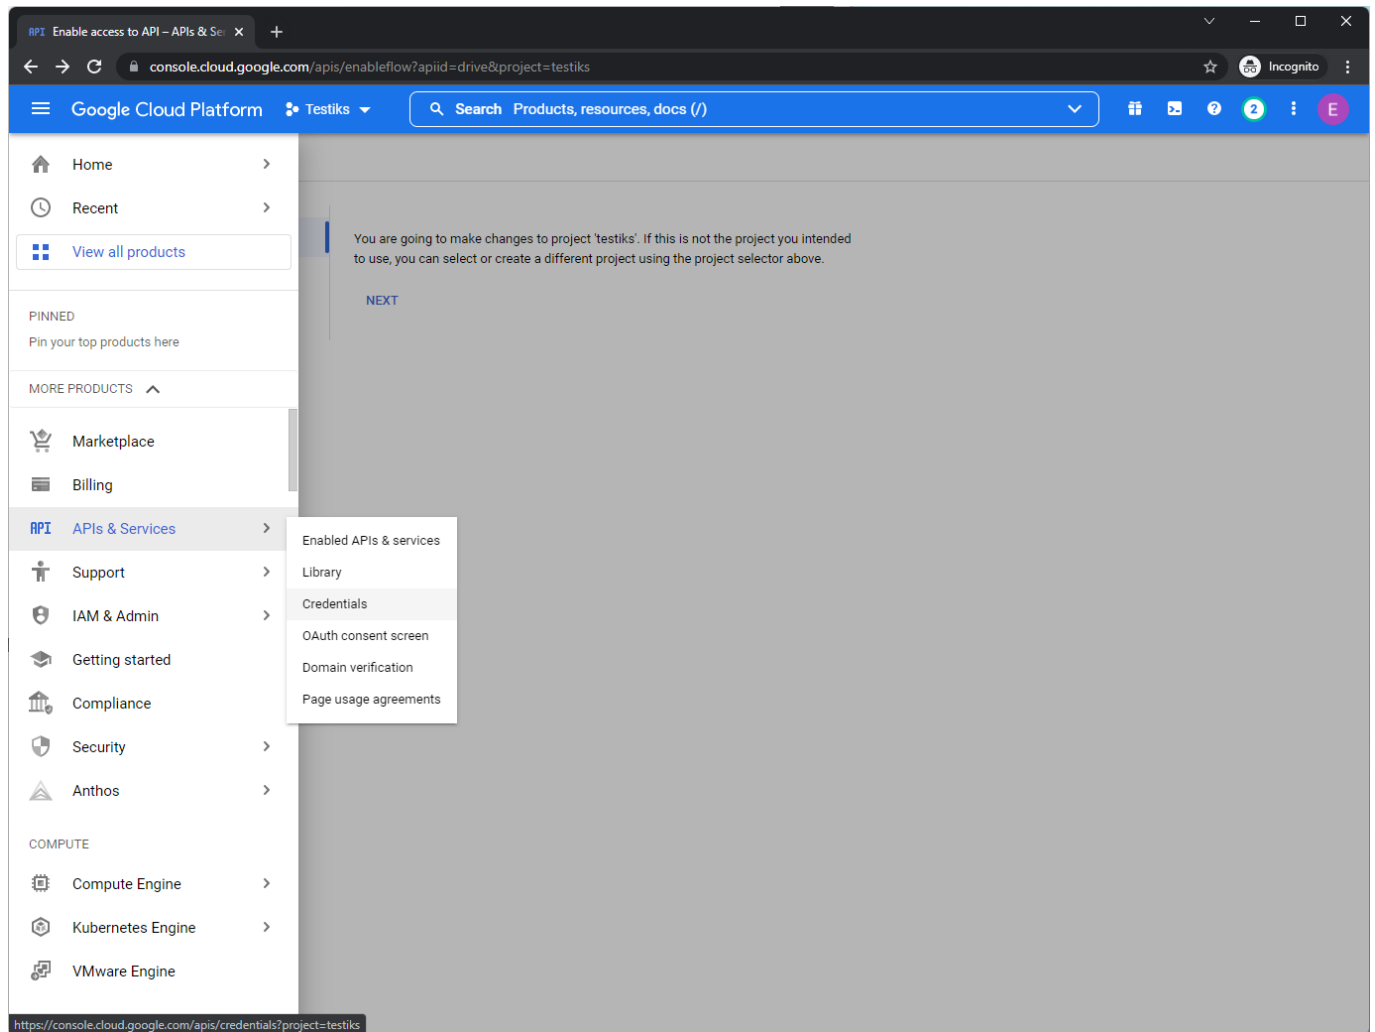 API Enable access to API – APIs & Se
console.cloud.google.com/apis/enableflow?apiid=drive&project=testiks
Incognito
Google Cloud Platform
Testiks
Search Products, resources, docs (/)
2
E
Home
Recent
View all products
You are going to make changes to project 'testiks'. If this is not the project you intended
to use, you can select or create a different project using the project selector above.
NEXT
PINNED
Pin your top products here
MORE PRODUCTS
Marketplace
Billing
API APIs & Services
Enabled APIs & services
Library
Credentials
OAuth consent screen
Domain verification
Page usage agreements
Support
IAM & Admin
Getting started
Compliance
Security
Anthos
COMPUTE
Compute Engine
Kubernetes Engine
VMware Engine
https://console.cloud.google.com/apis/credentials?project=testiks